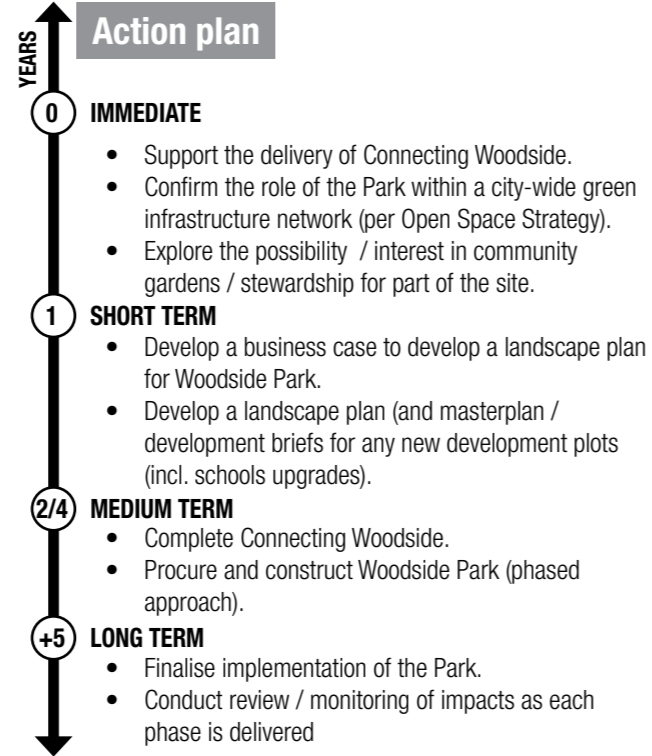 Action plan
YEARS
0 IMMEDIATE
• Support the delivery of Connecting Woodside.
• Confirm the role of the Park within a city-wide green
infrastructure network (per Open Space Strategy).
• Explore the possibility / interest in community
gardens / stewardship for part of the site.
1 SHORT TERM
• Develop a business case to develop a landscape plan
for Woodside Park.
• Develop a landscape plan (and masterplan /
development briefs for any new development plots
(incl. schools upgrades).
2/4 MEDIUM TERM
• Complete Connecting Woodside.
• Procure and construct Woodside Park (phased
approach).
+5 LONG TERM
• Finalise implementation of the Park.
• Conduct review / monitoring of impacts as each
phase is delivered